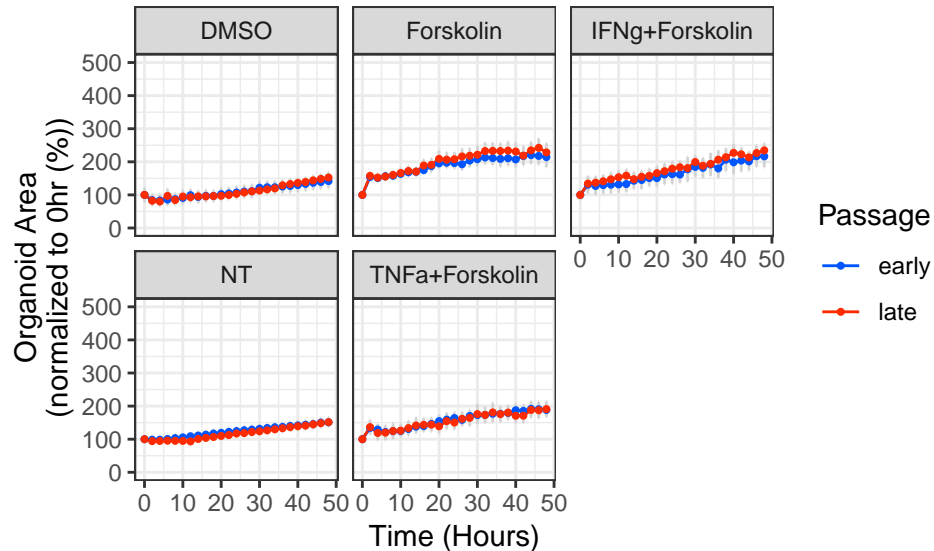 DMSO
Forskolin
IFNg+Forskolin
500
400
300
200
100
0
0 10 20 30 40 50
NT
TNFa+Forskolin
500
400
300
200
100
0
0 10 20 30 40 50
0 10 20 30 40 50
Organoid Area
(normalized to 0hr (%))
Time (Hours)
Passage
early
late